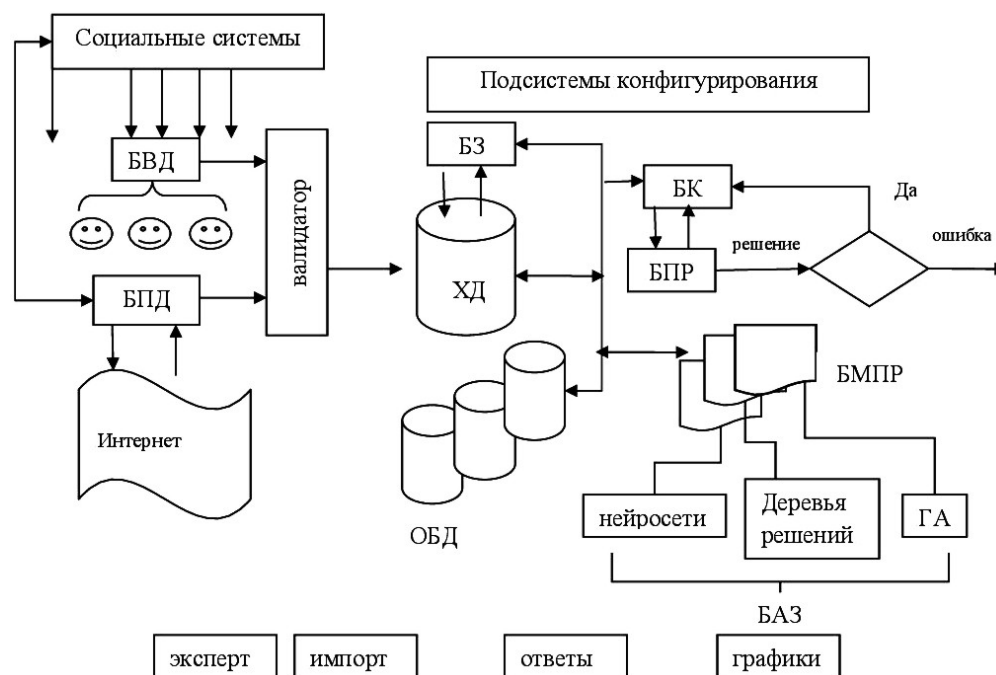 Социальные системы
Подсистемы конфигурирования
БВД
валидатор
БЗ
БК
Да
ошибка
решение
БПР
ХД
БПД
БМПР
Интернет
нейросети
Деревья
решений
ГА
ОБД
БАЗ
эксперт
импорт
ответы
графики